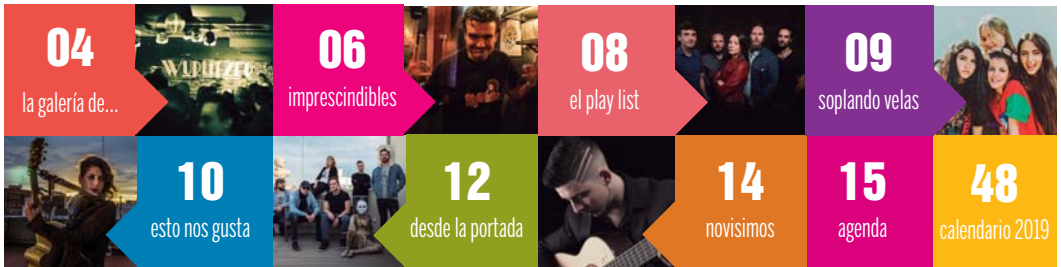 04
la galería de...
WURLITZER
06
imprescindibles
08
el play list
09
soplando velas
10
esto nos gusta
12
desde la portada
14
novisimos
15
agenda
48
calendario 2019